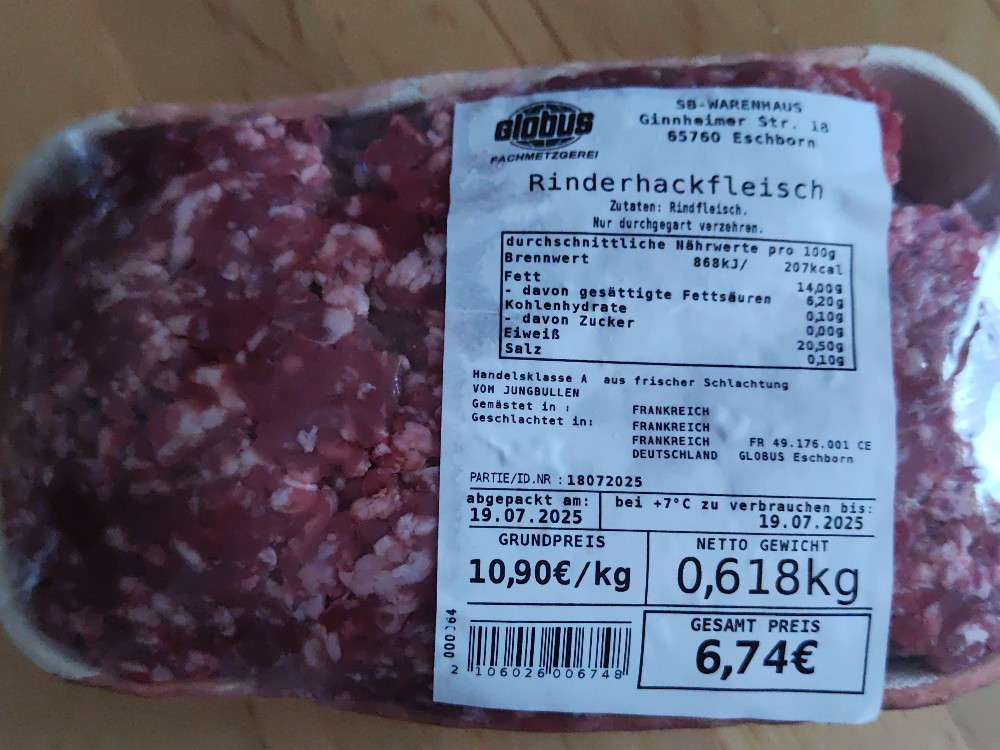 Globus
FACHMETZGEREI
SB-WARENHAUS
Ginnheimer Str. 18
65760 Eschborn
Rinderhackfleisch
Zutaten: Rindfleisch.
Nur durchgegart verzehren.
durchschnittliche Nährwerte pro 100g
Brennwert 868kJ/ 207kcal
Fett 14,00g
- davon gesättigte Fettsäuren 6,20g
Kohlenhydrate 0,10g
- davon Zucker 0,00g
Eiweiß 20,50g
Salz 0,10g
Handelsklasse A aus frischer Schlachtung
VOM JUNGBULLEN
Gemästet in : FRANKREICH
Geschlachtet in: FRANKREICH
FRANKREICH FR 49.176.001 CE
DEUTSCHLAND GLOBUS Eschborn
PARTIE/ID.NR : 18072025
abgepackt am: bei +7°C zu verbrauchen bis:
19.07.2025 19.07.2025
GRUNDPREIS NETTO GEWICHT
10,90€/kg 0,618kg
GESAMT PREIS
6,74€
2 106026 006748